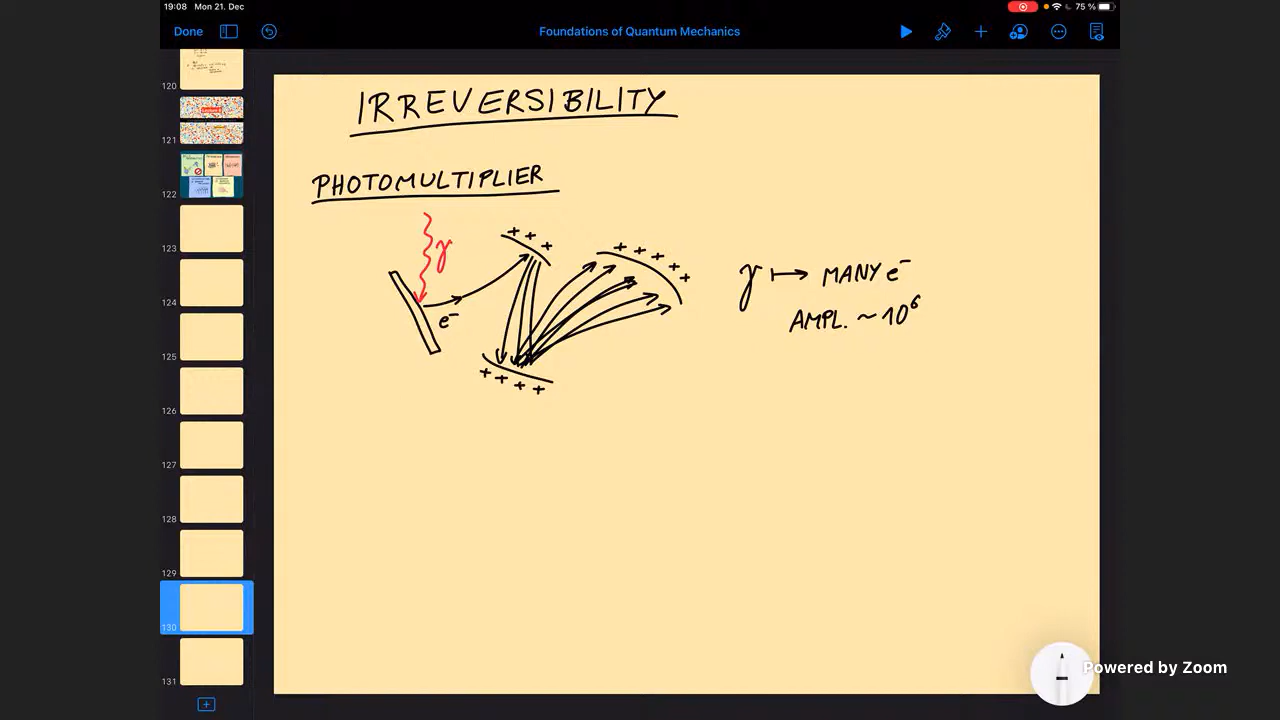 19:08 Mon 21. Dec
75 %
Done
Foundations of Quantum Mechanics
120
121
122
123
124
125
126
127
128
129
130
131
IRREVERSIBILITY
PHOTOMULTIPLIER
γ
e⁻
+ + +
+ + + + +
+ + + +
γ ↦ MANY e⁻
AMPL. ~ 10⁶
Powered by Zoom